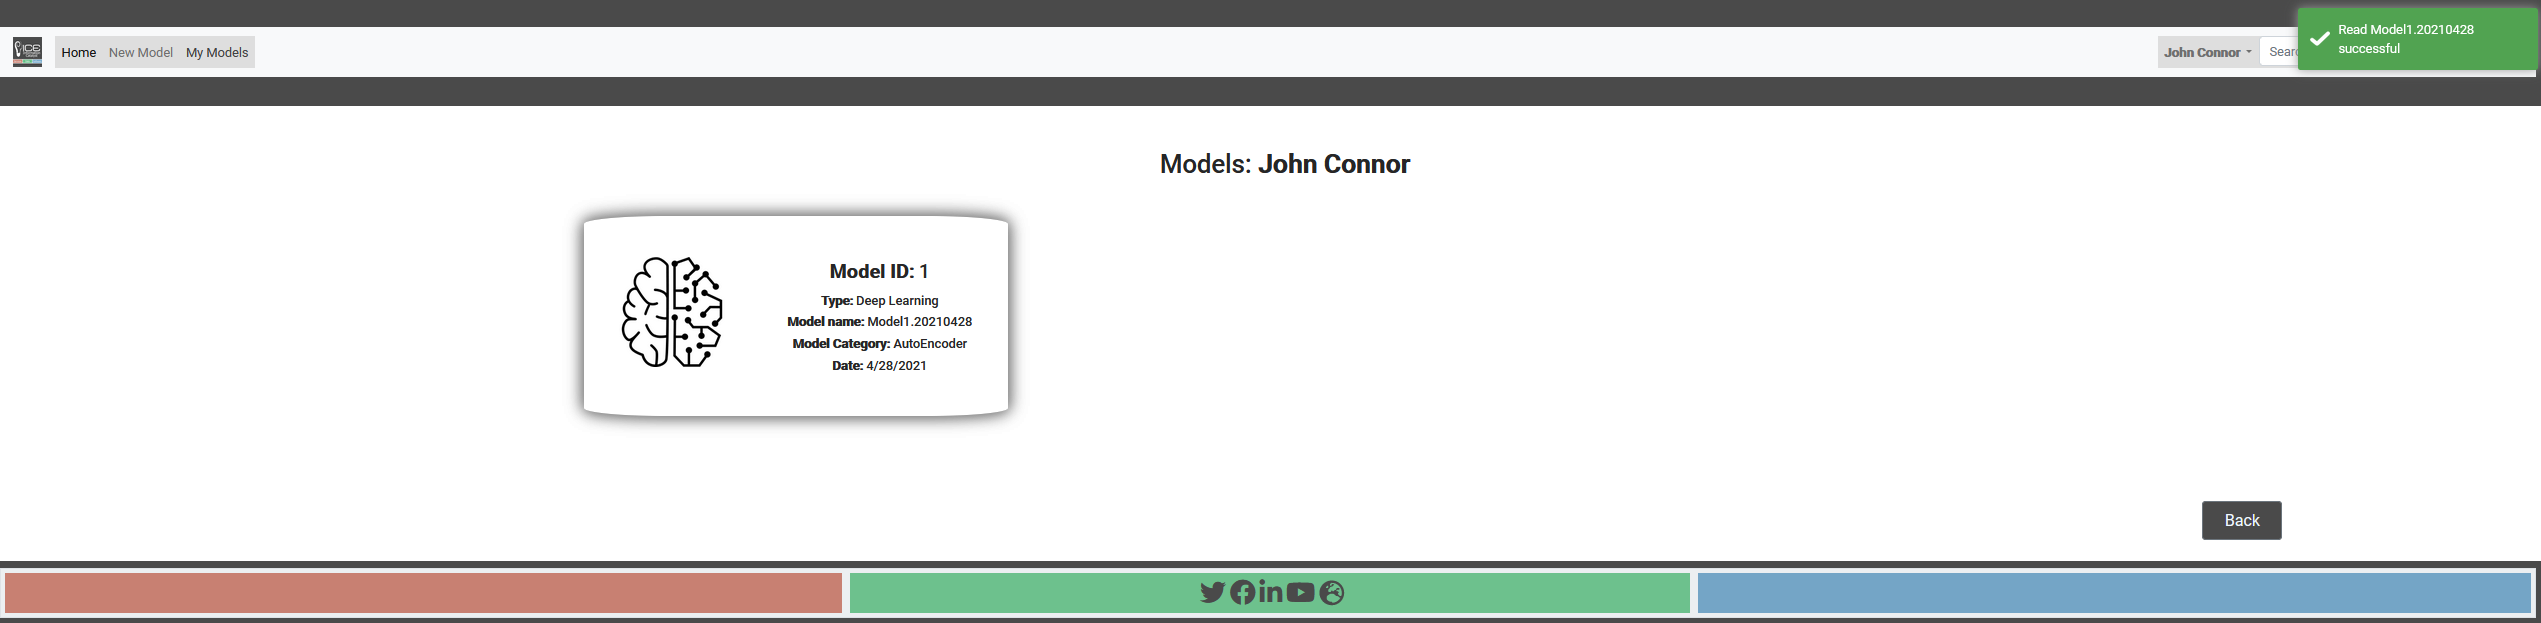 ICE
Home New Model My Models
John Connor
Read Model1.20210428
successful
Models: John Connor
Model ID: 1
Type: Deep Learning
Model name: Model1.20210428
Model Category: AutoEncoder
Date: 4/28/2021
Back